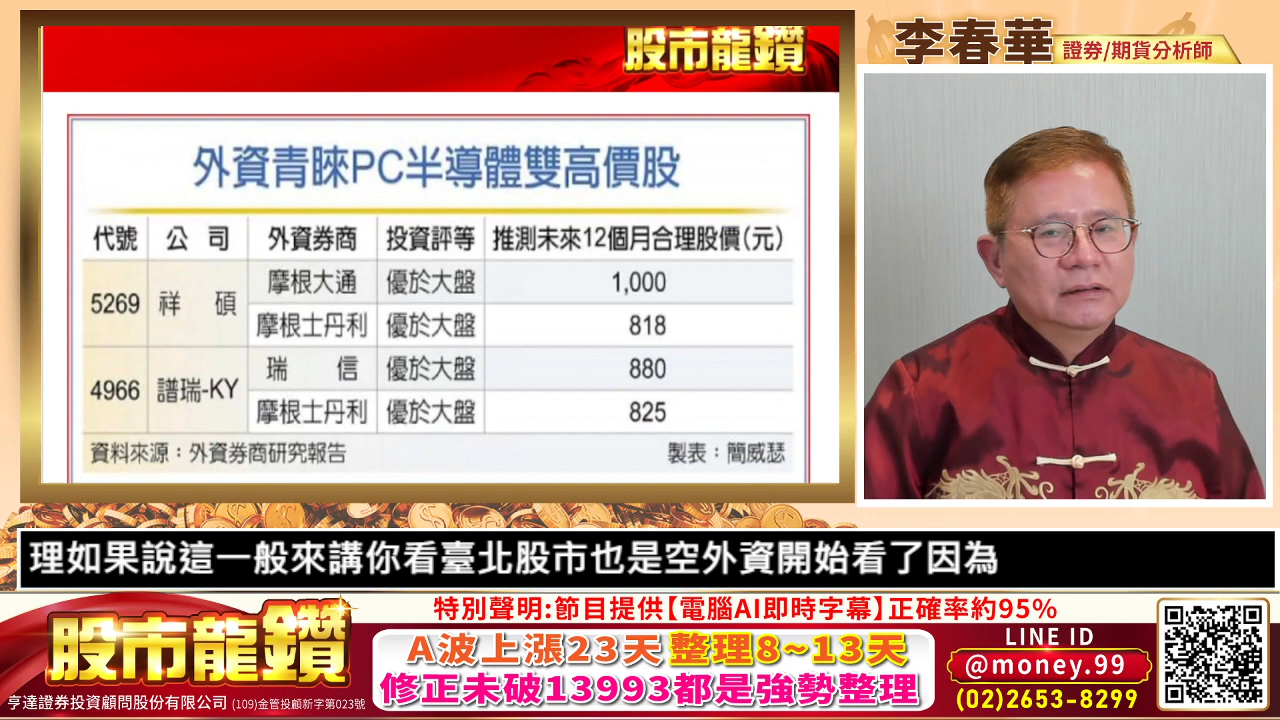 股市龍鑽
李春華
證券/期貨分析師
外資青睞PC半導體雙高價股
代號 公司 外資券商 投資評等 推測未來12個月合理股價(元)
5269 祥碩 摩根大通 優於大盤 1,000
摩根士丹利 優於大盤 818
4966 譜瑞-KY 瑞信 優於大盤 880
摩根士丹利 優於大盤 825
資料來源：外資券商研究報告 製表：簡威瑟
理如果說這一般來講你看臺北股市也是空外資開始看了因為
特別聲明:節目提供【電腦AI即時字幕】正確率約95%
股市龍鑽
亨達證券投資顧問股份有限公司 (109)金管投顧新字第023號
A波上漲23天 整理8~13天
修正未破13993都是強勢整理
LINE ID
@money.99
(02)2653-8299